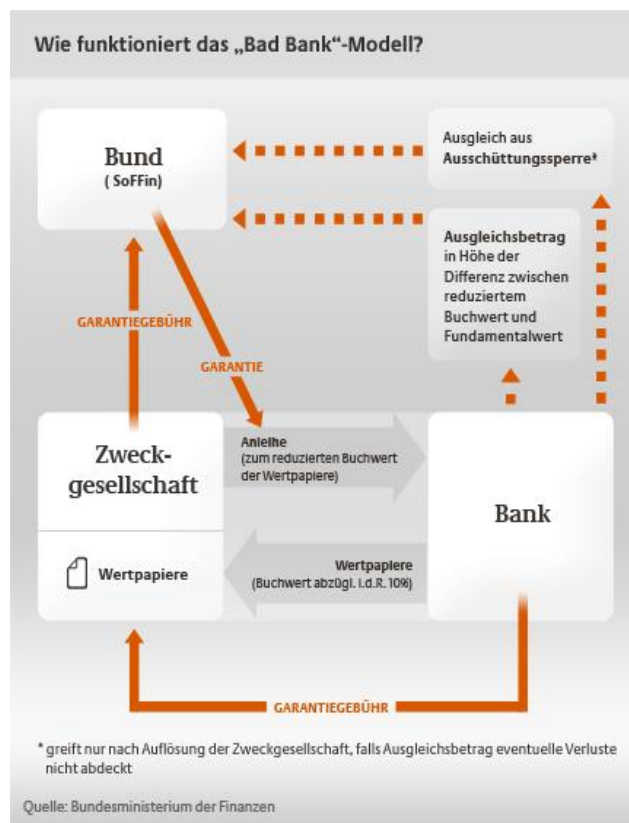 Wie funktioniert das „Bad Bank“-Modell?
Bund
( SoFFin)
Ausgleich aus
Ausschüttungssperre*
Ausgleichsbetrag
in Höhe der
Differenz zwischen
reduziertem
Buchwert und
Fundamentalwert
GARANTIEGEBÜHR
GARANTIE
Zweck-
gesellschaft
Anleihe
(zum reduzierten Buchwert
der Wertpapiere)
Bank
Wertpapiere
Wertpapiere
(Buchwert abzügl. i.d.R. 10%)
GARANTIEGEBÜHR
* greift nur nach Auflösung der Zweckgesellschaft, falls Ausgleichsbetrag eventuelle Verluste
nicht abdeckt
Quelle: Bundesministerium der Finanzen